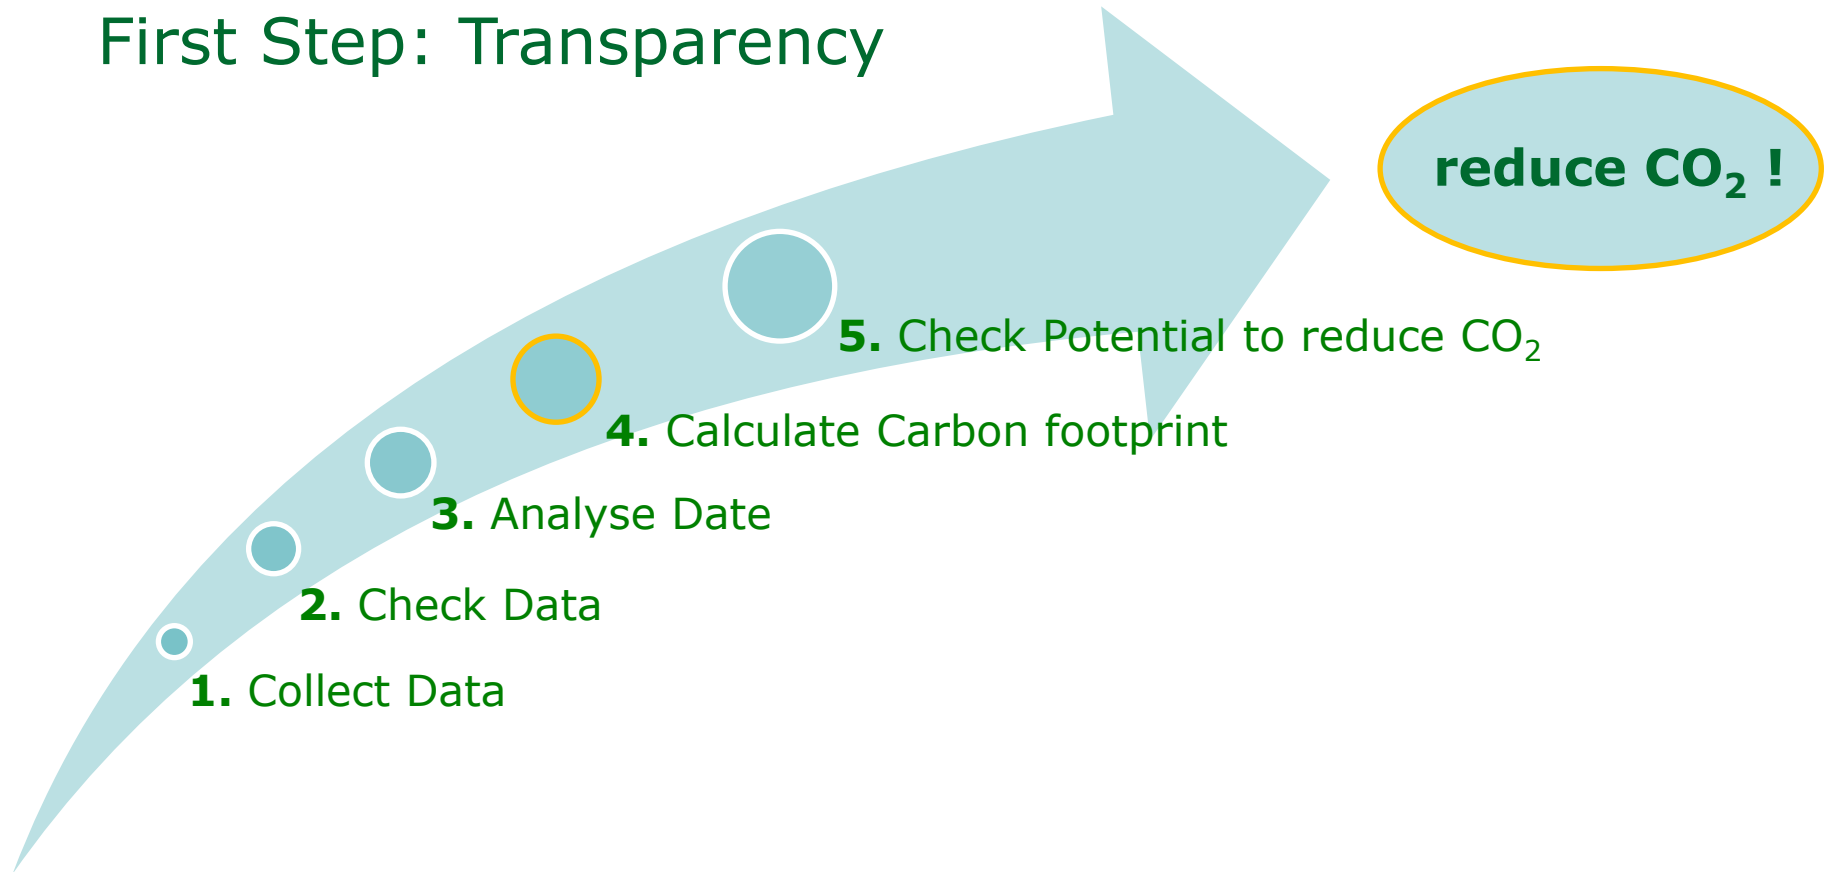 First Step: Transparency
reduce CO₂ !
5. Check Potential to reduce CO₂
4. Calculate Carbon footprint
3. Analyse Date
2. Check Data
1. Collect Data